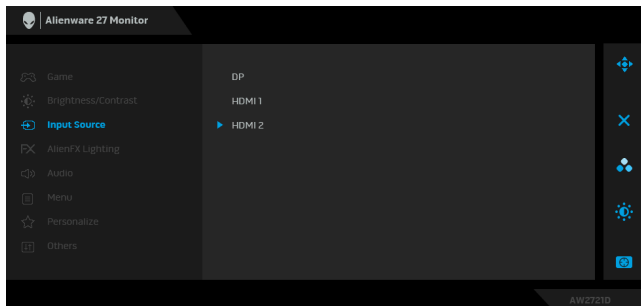 Alienware 27 Monitor
Game
Brightness/Contrast
Input Source
AlienFX Lighting
Audio
Menu
Personalize
Others
DP
HDMI 1
HDMI 2
AW2721D